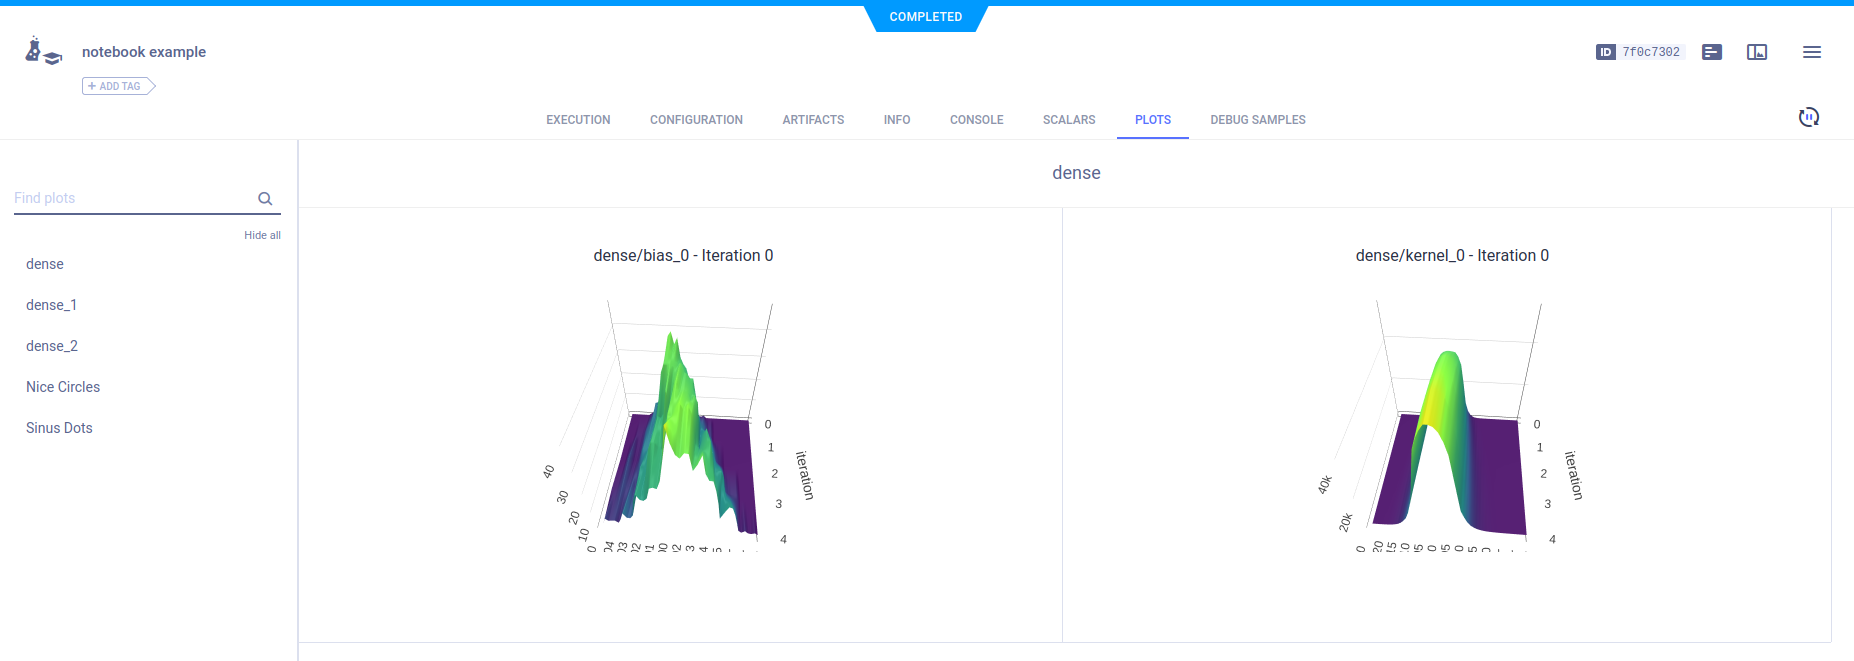 COMPLETED
notebook example
+ ADD TAG
ID 7f0c7302
EXECUTION CONFIGURATION ARTIFACTS INFO CONSOLE SCALARS PLOTS DEBUG SAMPLES
Find plots
Hide all
dense
dense_1
dense_2
Nice Circles
Sinus Dots
dense
dense/bias_0 - Iteration 0
40
30
20
10
0
0
1
2
3
4
iteration
dense/kernel_0 - Iteration 0
40k
20k
0
0
1
2
3
4
iteration